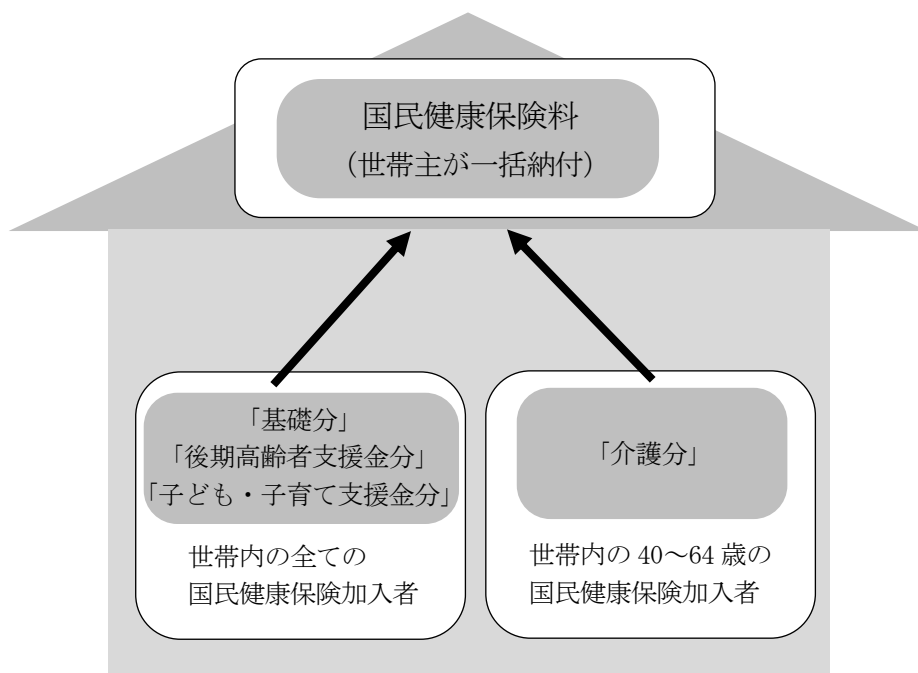 国民健康保険料
(世帯主が一括納付)
「基礎分」
「後期高齢者支援金分」
「子ども・子育て支援金分」
世帯内の全ての
国民健康保険加入者
「介護分」
世帯内の 40~64 歳の
国民健康保険加入者